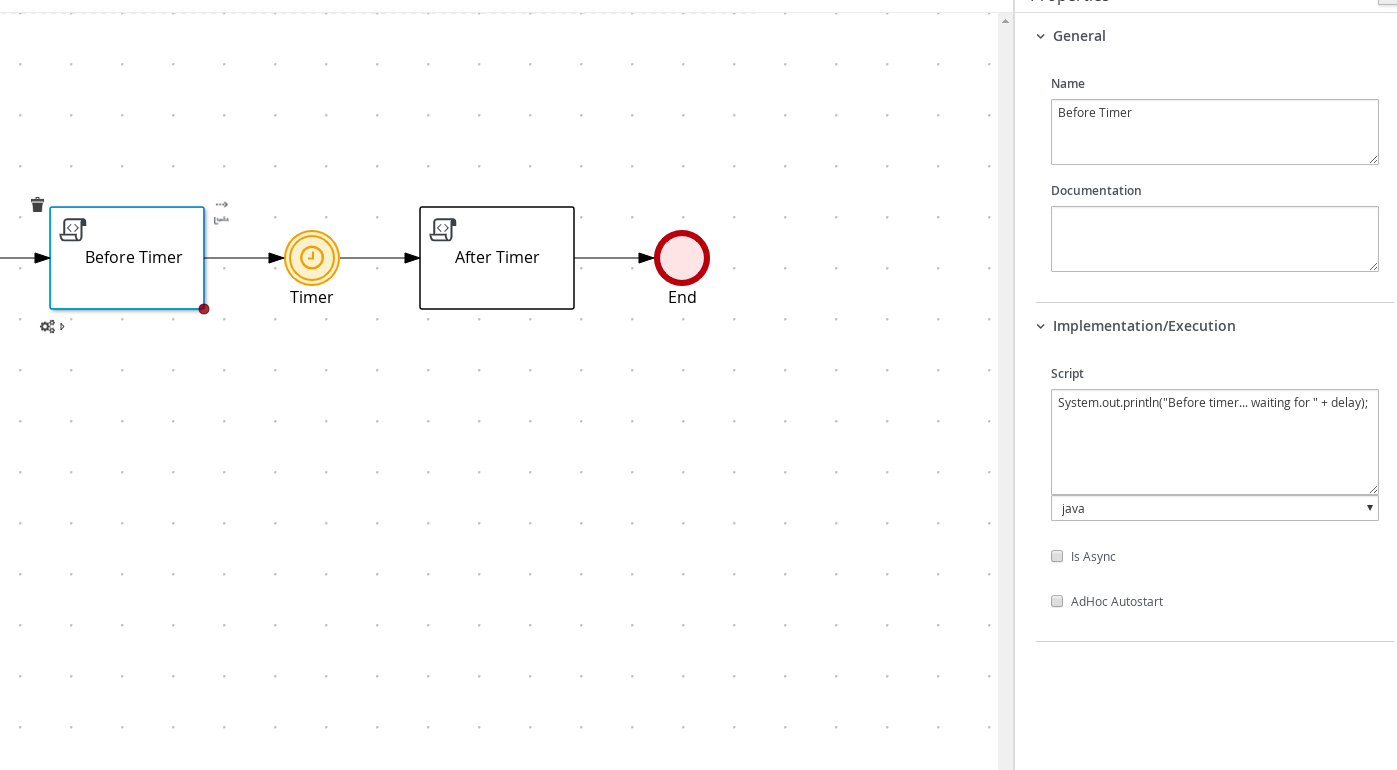 Properties
General
Name
Before Timer
Documentation
Before Timer
After Timer
Timer
End
Implementation/Execution
Script
System.out.println("Before timer... waiting for " + delay);
java
Is Async
AdHoc Autostart